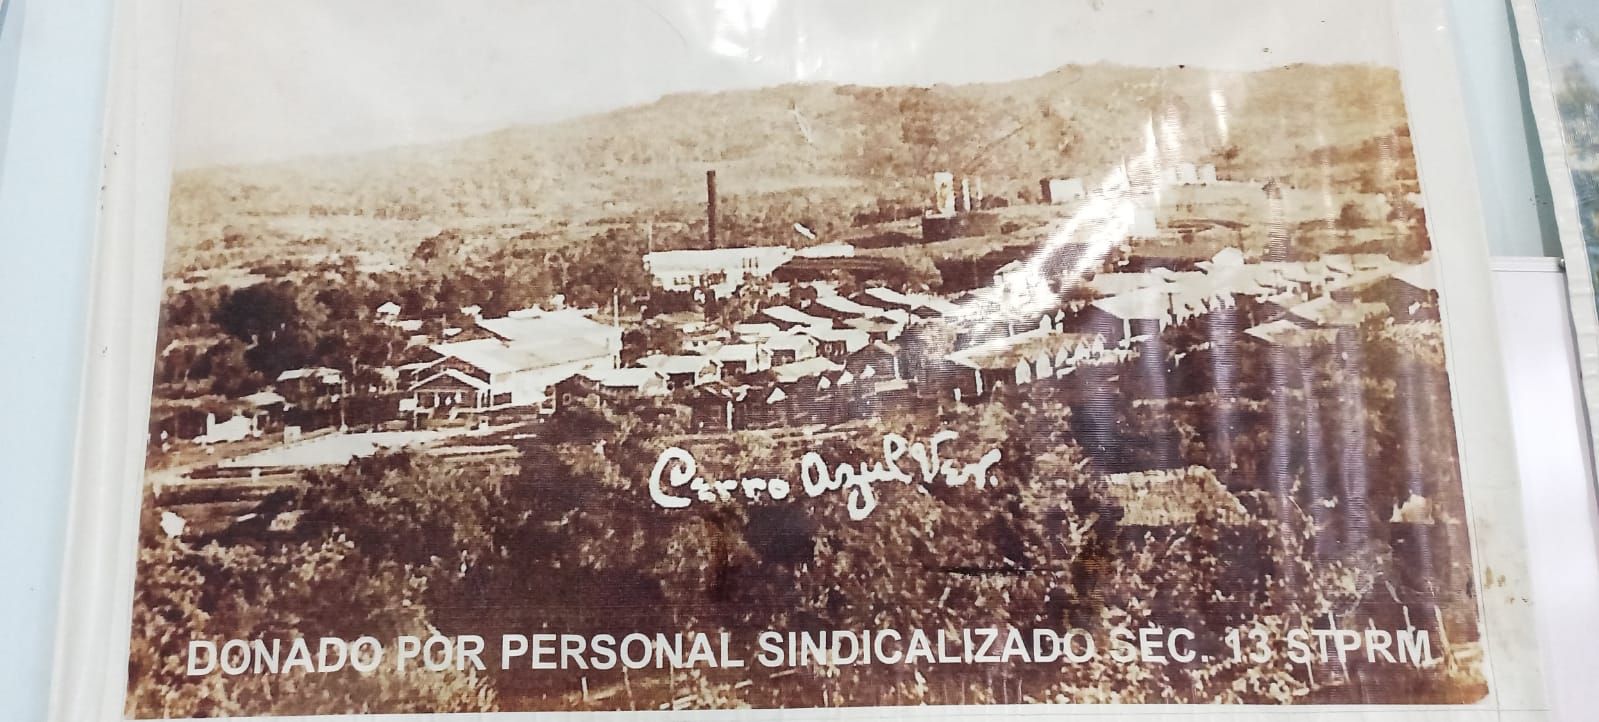 Cerro Azul Ver.
DONADO POR PERSONAL SINDICALIZADO SEC. 13 STPRM